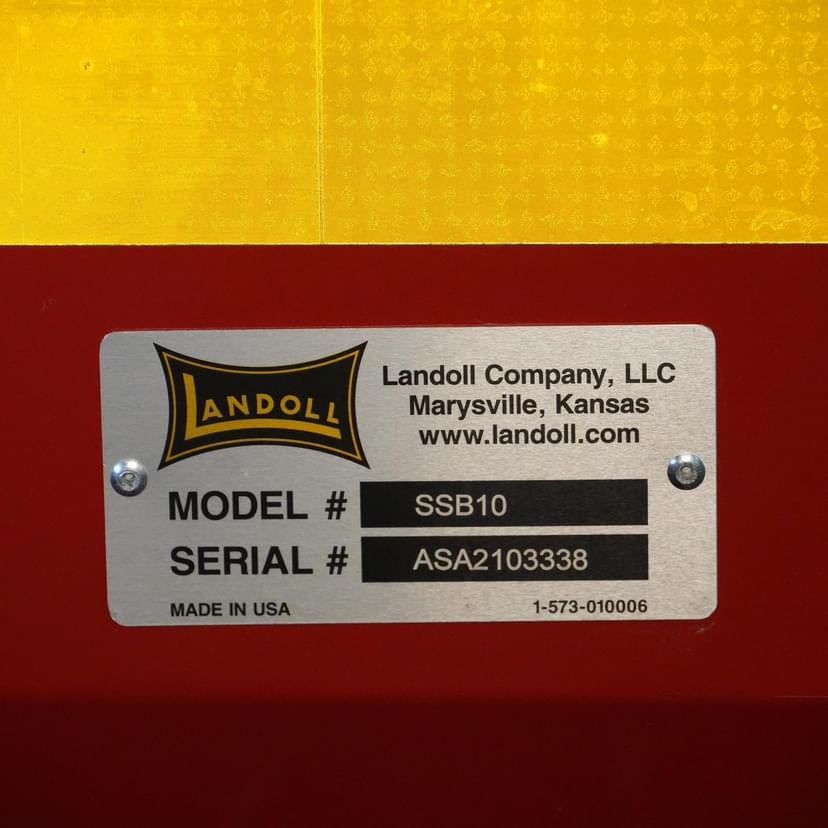 LANDOLL
Landoll Company, LLC
Marysville, Kansas
www.landoll.com
MODEL # SSB10
SERIAL # ASA2103338
MADE IN USA 1-573-010006